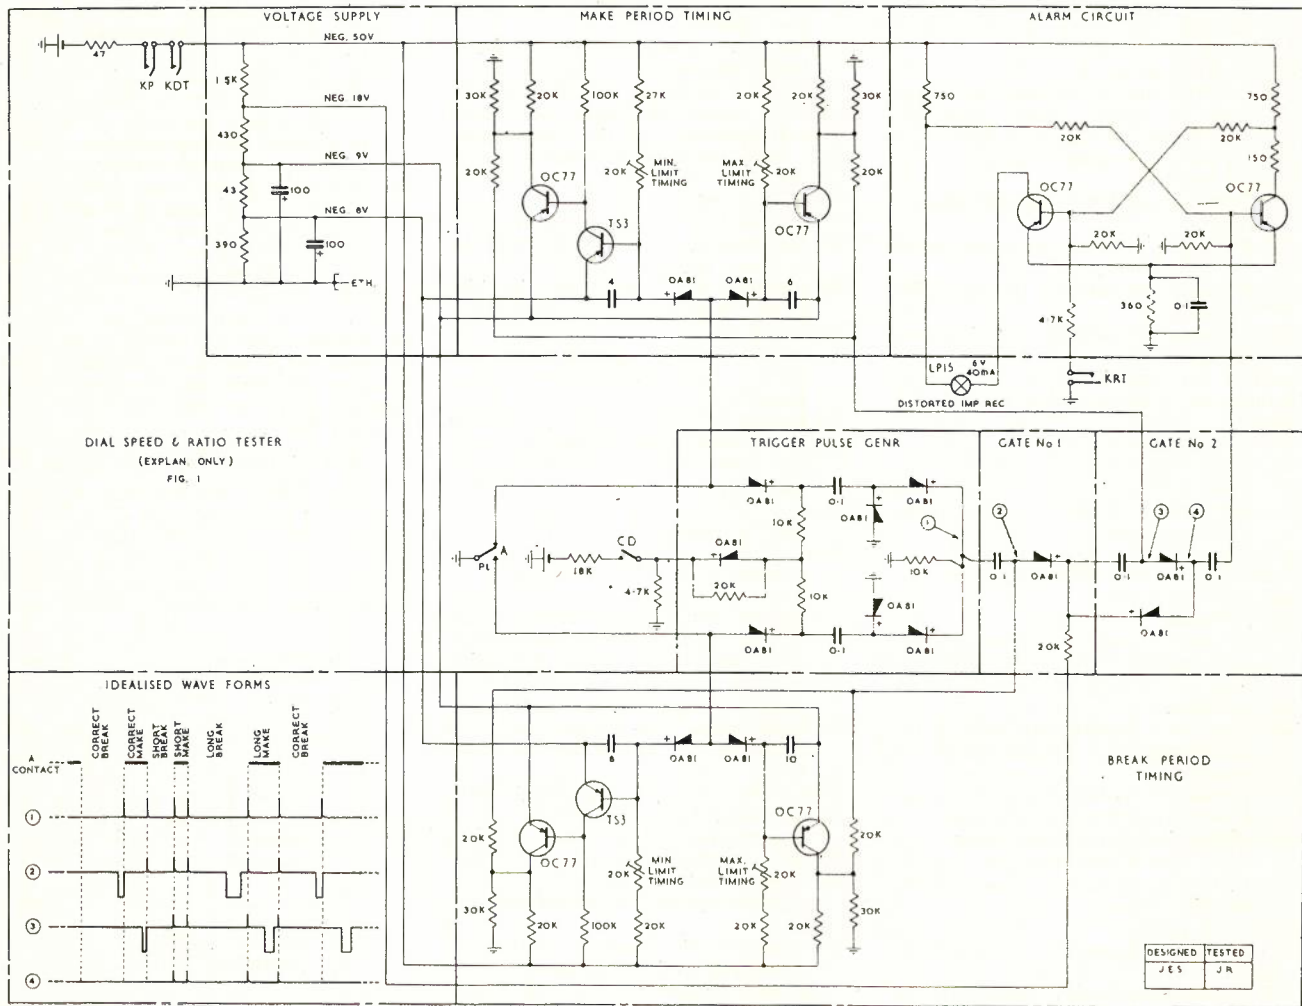 VOLTAGE SUPPLY
MAKE PERIOD TIMING
ALARM CIRCUIT
NEG. 50V
47
KP KDT
1·5K
NEG. 18V
430
NEG. 9V
43
100
NEG. 8V
390
100
ETH.
30K
20K
100K
27K
20K
20K
30K
20K
20K
MIN. LIMIT TIMING
MAX. LIMIT TIMING
20K
20K
OC77
TS3
OC77
4
OA81
OA81
6
750
20K
20K
750
150
OC77
OC77
20K
20K
4·7K
360
0·1
LP15
6V 40mA
KRT
DISTORTED IMP REC
DIAL SPEED & RATIO TESTER
(EXPLAN. ONLY)
FIG. 1
TRIGGER PULSE GENR
GATE No 1
GATE No 2
OA81
0·1
OA81
OA81
10K
1
2
3
4
A
P1
CD
18K
4·7K
OA81
20K
10K
10K
0·1
OA81
0·1
OA81
0·1
OA81
OA81
OA81
0·1
OA81
20K
IDEALISED WAVE FORMS
CORRECT BREAK
CORRECT MAKE
SHORT BREAK
SHORT MAKE
LONG BREAK
LONG MAKE
CORRECT BREAK
A CONTACT
1
2
3
4
8
OA81
OA81
10
TS3
OC77
OC77
20K
20K
MIN LIMIT TIMING
MAX. LIMIT TIMING
20K
20K
30K
20K
100K
20K
20K
20K
30K
BREAK PERIOD TIMING
DESIGNED TESTED
JES JR